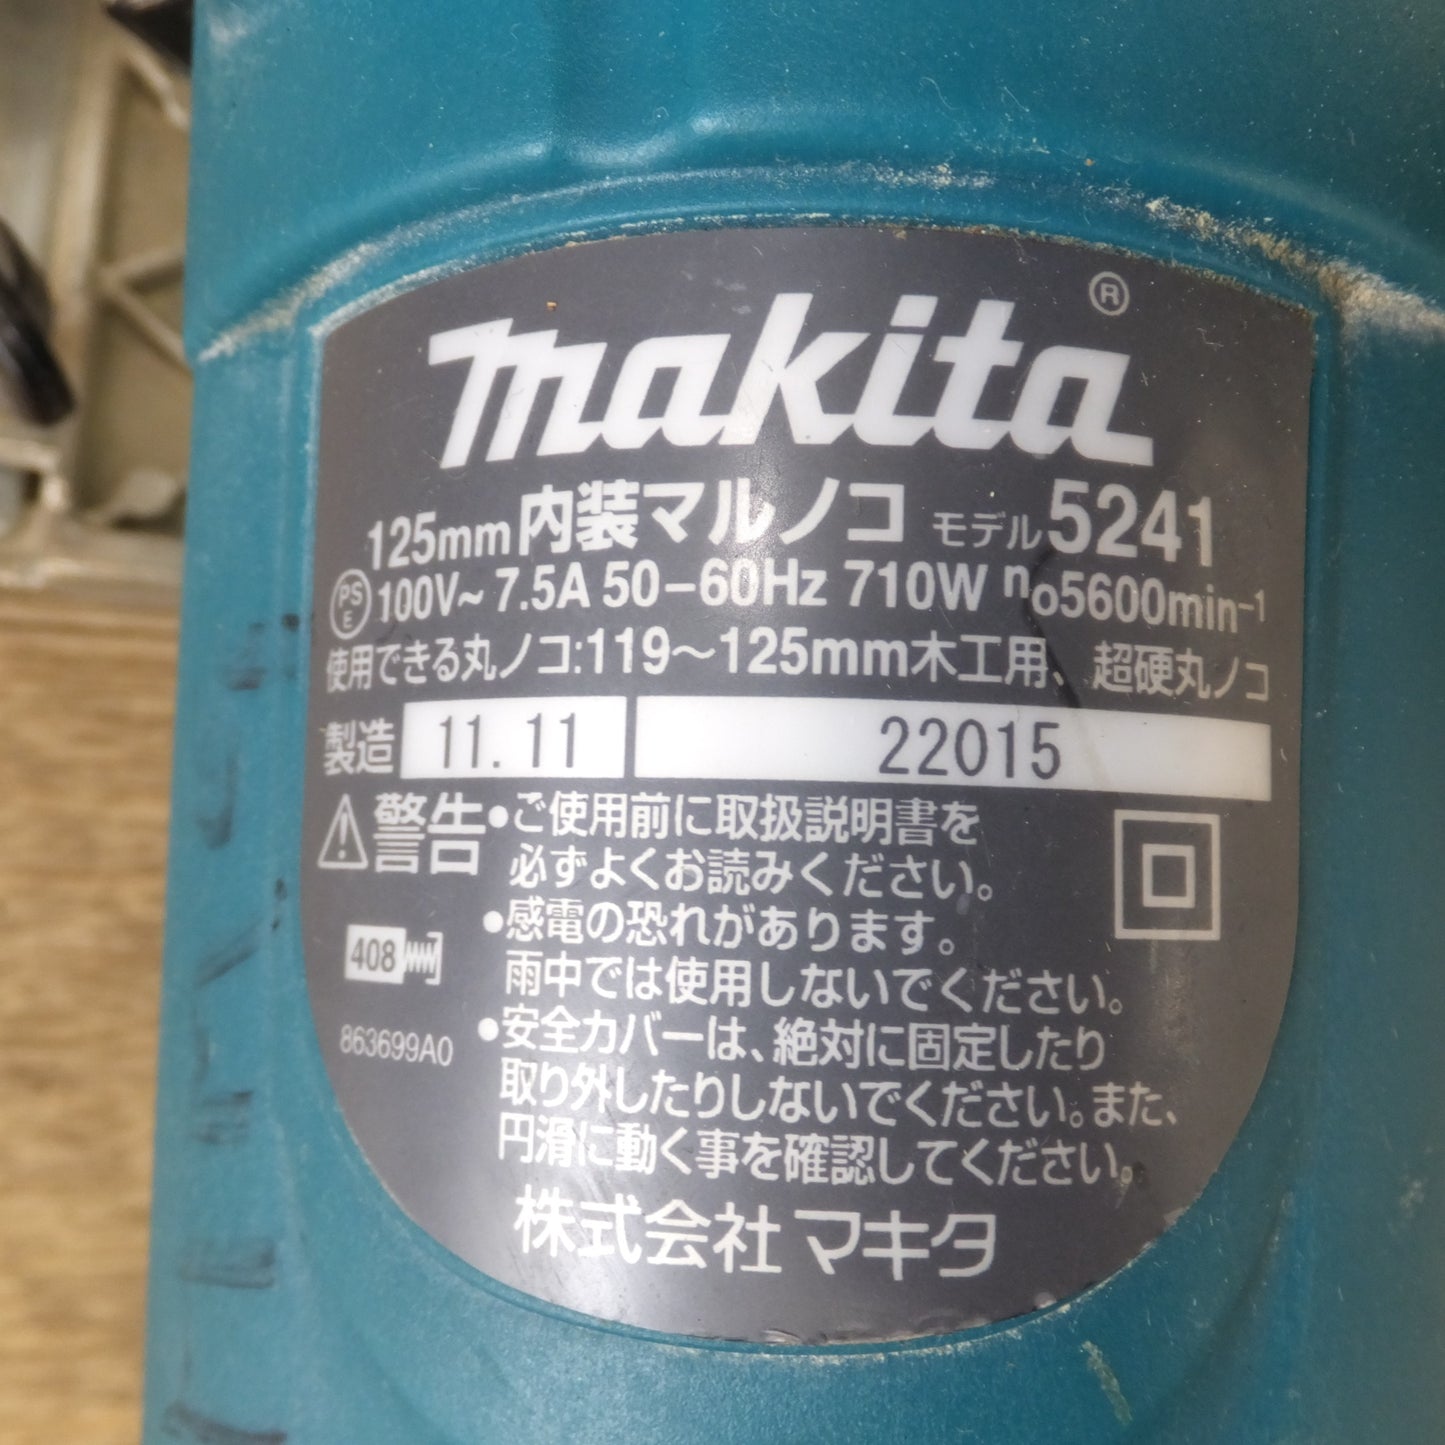 makita®
125mm 内装マルノコ モデル 5241
PSE 100V~ 7.5A 50-60Hz 710W no5600min-1
使用できる丸ノコ:119~125mm木工用、超硬丸ノコ
製造 11.11 22015
警告 •ご使用前に取扱説明書を
必ずよくお読みください。
•感電の恐れがあります。
雨中では使用しないでください。
408
•安全カバーは、絶対に固定したり
863699A0
取り外したりしないでください。また、
円滑に動く事を確認してください。
株式会社 マキタ